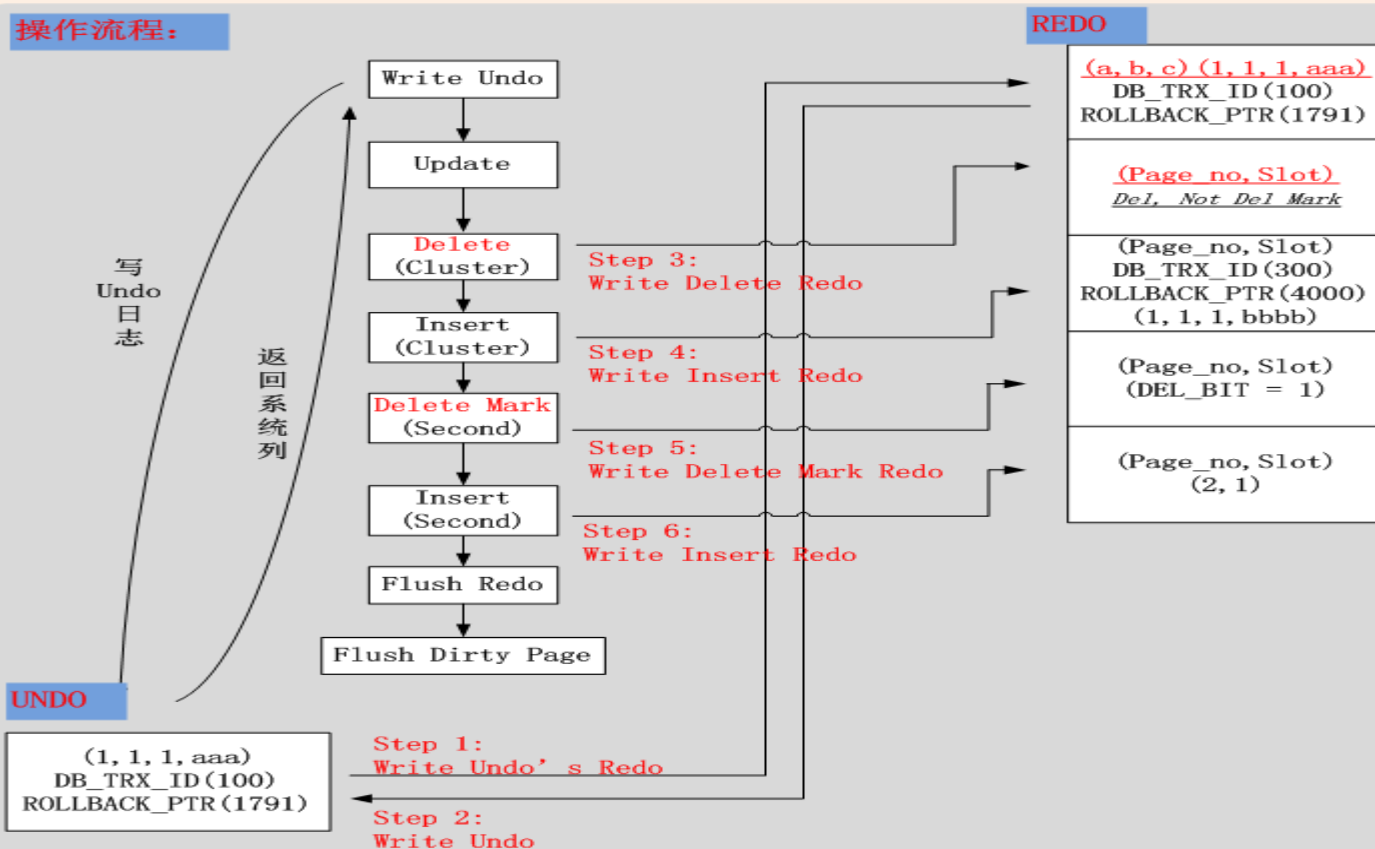 操作流程：
REDO
Write Undo
Update
Delete
(Cluster)
Insert
(Cluster)
Delete Mark
(Second)
Insert
(Second)
Flush Redo
Flush Dirty Page
写
Undo
日
志
返
回
系
统
列
Step 3:
Write Delete Redo
Step 4:
Write Insert Redo
Step 5:
Write Delete Mark Redo
Step 6:
Write Insert Redo
(a, b, c) (1, 1, 1, aaa)
DB_TRX_ID(100)
ROLLBACK_PTR(1791)
(Page_no, Slot)
Del, Not Del Mark
(Page_no, Slot)
DB_TRX_ID(300)
ROLLBACK_PTR(4000)
(1, 1, 1, bbbb)
(Page_no, Slot)
(DEL_BIT = 1)
(Page_no, Slot)
(2, 1)
UNDO
(1, 1, 1, aaa)
DB_TRX_ID(100)
ROLLBACK_PTR(1791)
Step 1:
Write Undo’s Redo
Step 2:
Write Undo